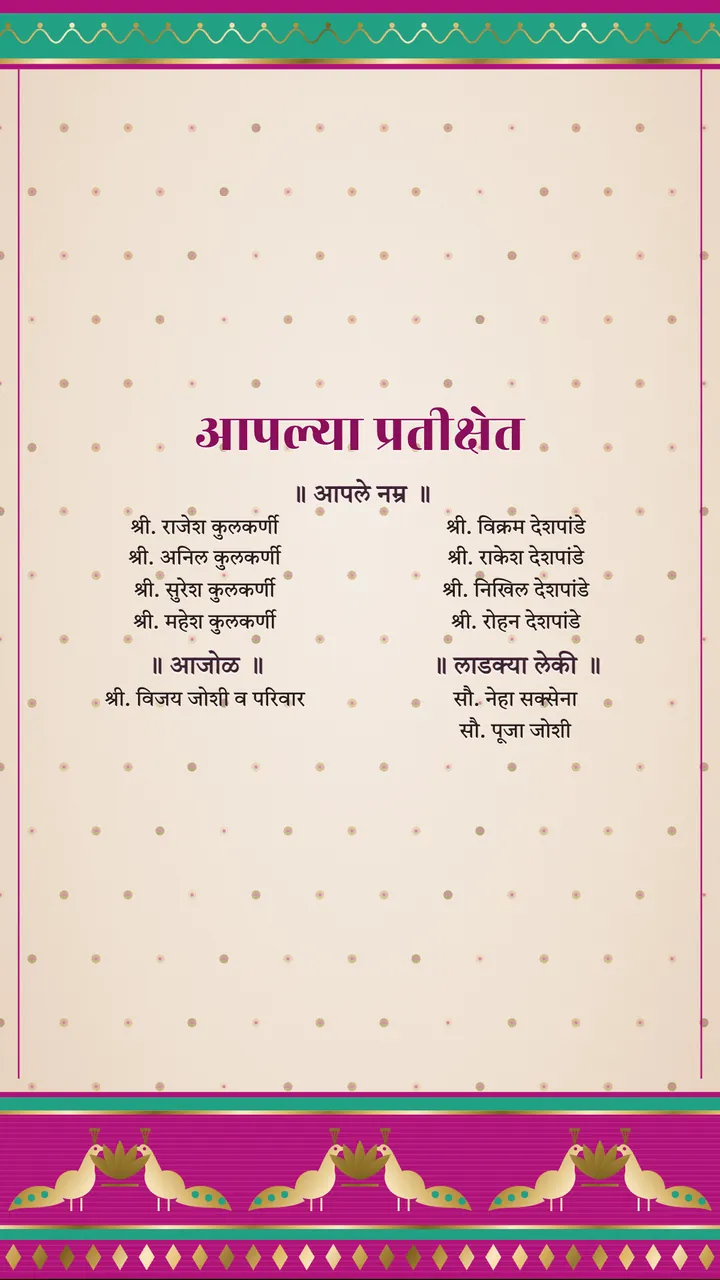 आपल्या प्रतीक्षेत
॥ आपले नम्र ॥
श्री. राजेश कुलकर्णी
श्री. अनिल कुलकर्णी
श्री. सुरेश कुलकर्णी
श्री. महेश कुलकर्णी
श्री. विक्रम देशपांडे
श्री. राकेश देशपांडे
श्री. निखिल देशपांडे
श्री. रोहन देशपांडे
॥ आजोळ ॥
श्री. विजय जोशी व परिवार
॥ लाडक्या लेकी ॥
सौ. नेहा सक्सेना
सौ. पूजा जोशी